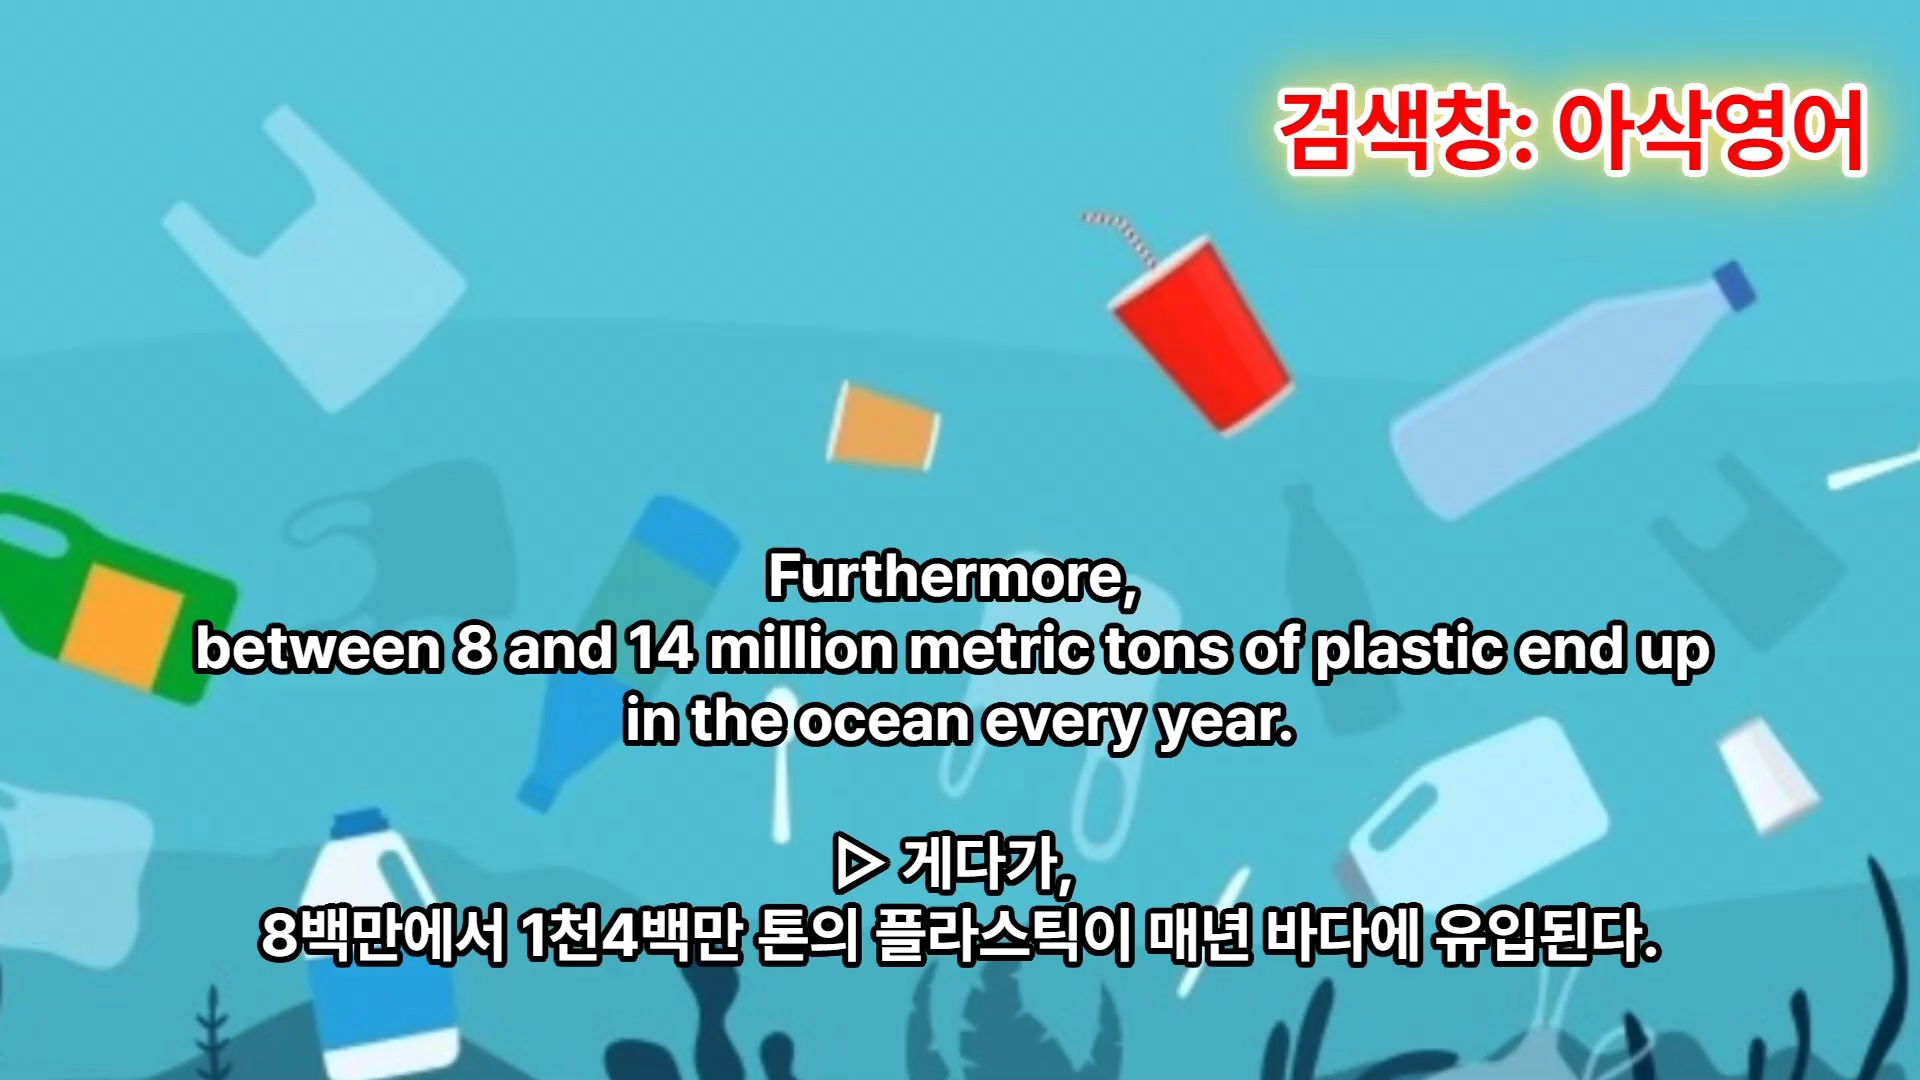 검색창: 아삭영어
Furthermore,
between 8 and 14 million metric tons of plastic end up
in the ocean every year.
▷ 게다가,
8백만에서 1천4백만 톤의 플라스틱이 매년 바다에 유입된다.